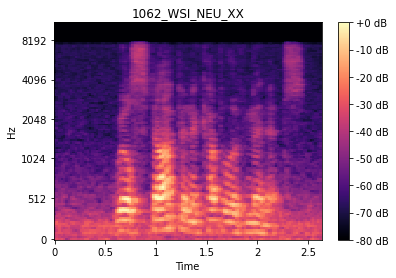 1062_WSI_NEU_XX
+0 dB
8192
-10 dB
4096
-20 dB
-30 dB
2048
-40 dB
Hz
1024
-50 dB
512
-60 dB
-70 dB
0
-80 dB
0 0.5 1 1.5 2 2.5
Time